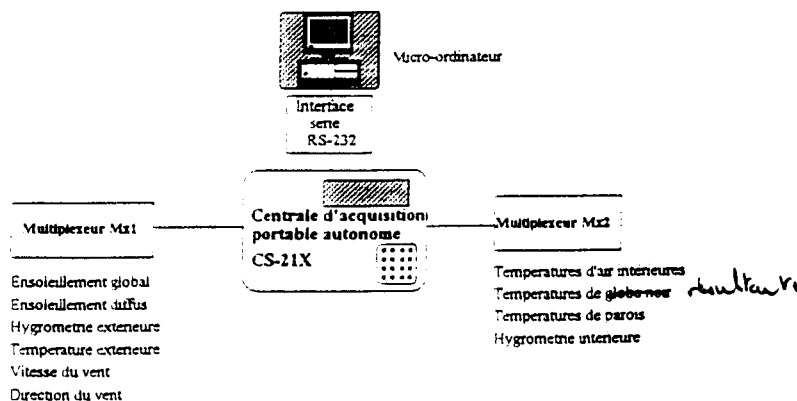 Micro-ordinateur
Interface
serie
RS-232
Multiplexeur Mx1
Centrale d'acquisition
portable autonome
CS-21X
Multiplexeur Mx2
Ensoleillement global
Ensoleillement diffus
Hygrometrie exterieure
Temperature exterieure
Vitesse du vent
Direction du vent
Temperatures d'air interieures
Temperatures de globe noir résultante
Temperatures de parois
Hygrometrie interieure